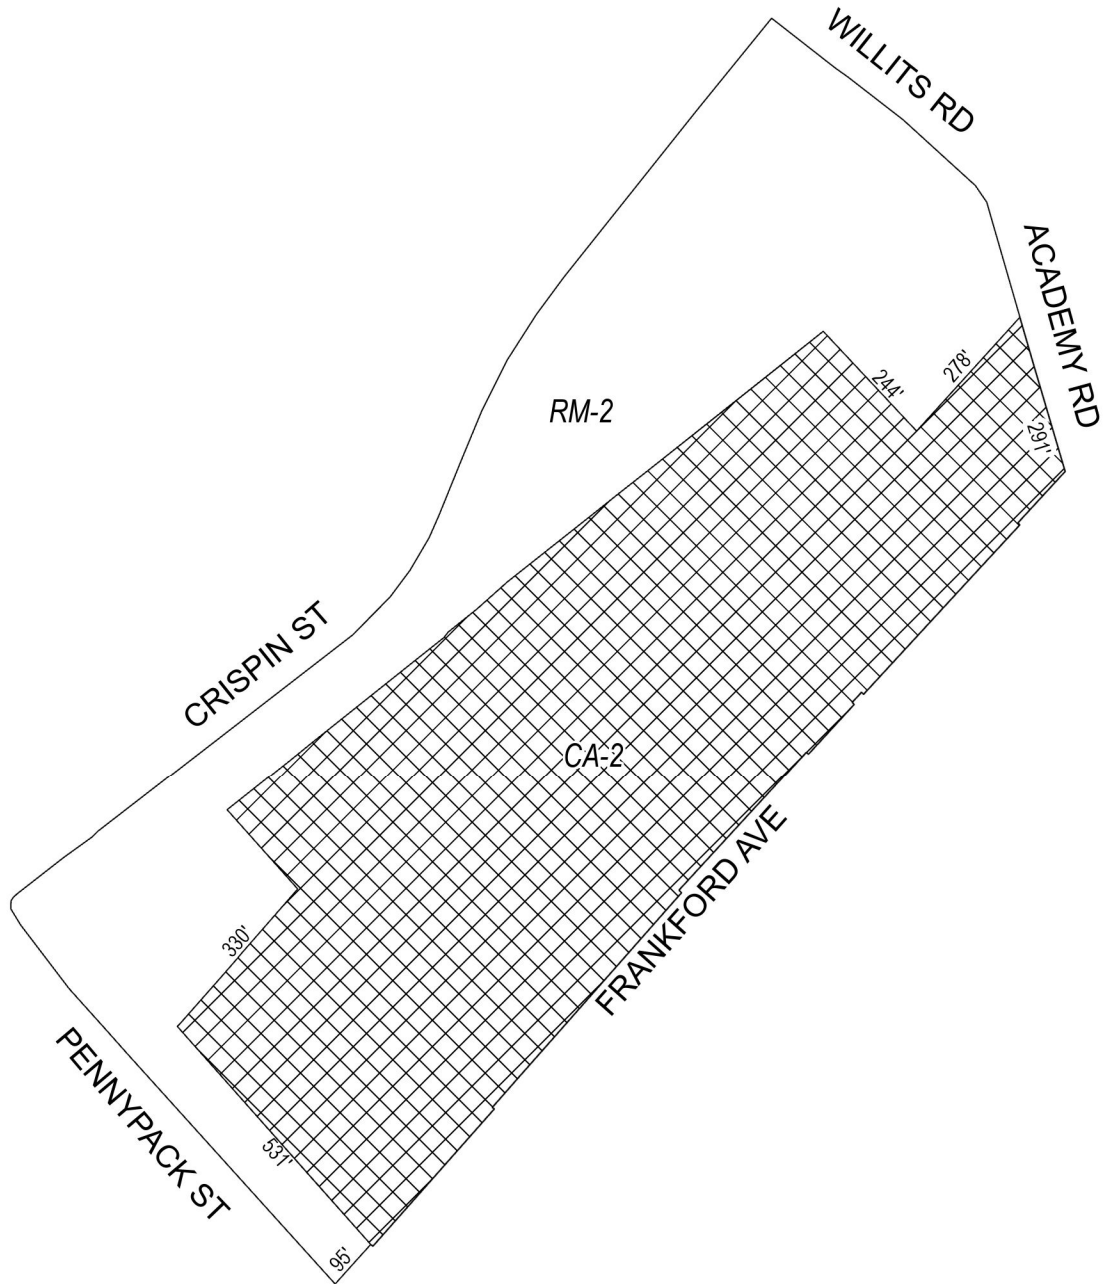 WILLITS RD
ACADEMY RD
278'
244'
RM-2
291'
CRISPIN ST
CA-2
FRANKFORD AVE
330'
PENNYPACK ST
531'
95'